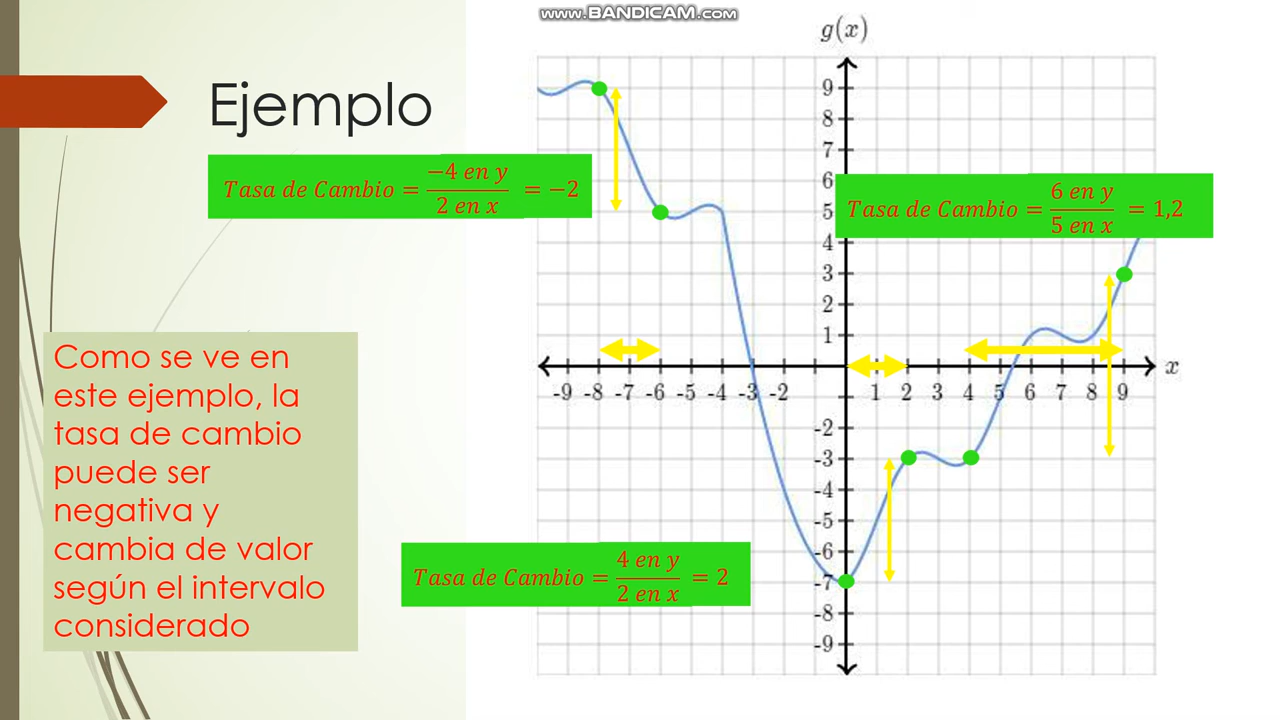 www.BANDICAM.com
g(x)
Ejemplo
Tasa de Cambio = −4 en y / 2 en x = −2
Tasa de Cambio = 6 en y / 5 en x = 1,2
Como se ve en
este ejemplo, la
tasa de cambio
puede ser
negativa y
cambia de valor
según el intervalo
considerado
Tasa de Cambio = 4 en y / 2 en x = 2
9
8
7
6
5
4
3
2
1
x
-9 -8 -7 -6 -5 -4 -3 -2 1 2 3 4 5 6 7 8 9
-2
-3
-4
-5
-6
-7
-8
-9